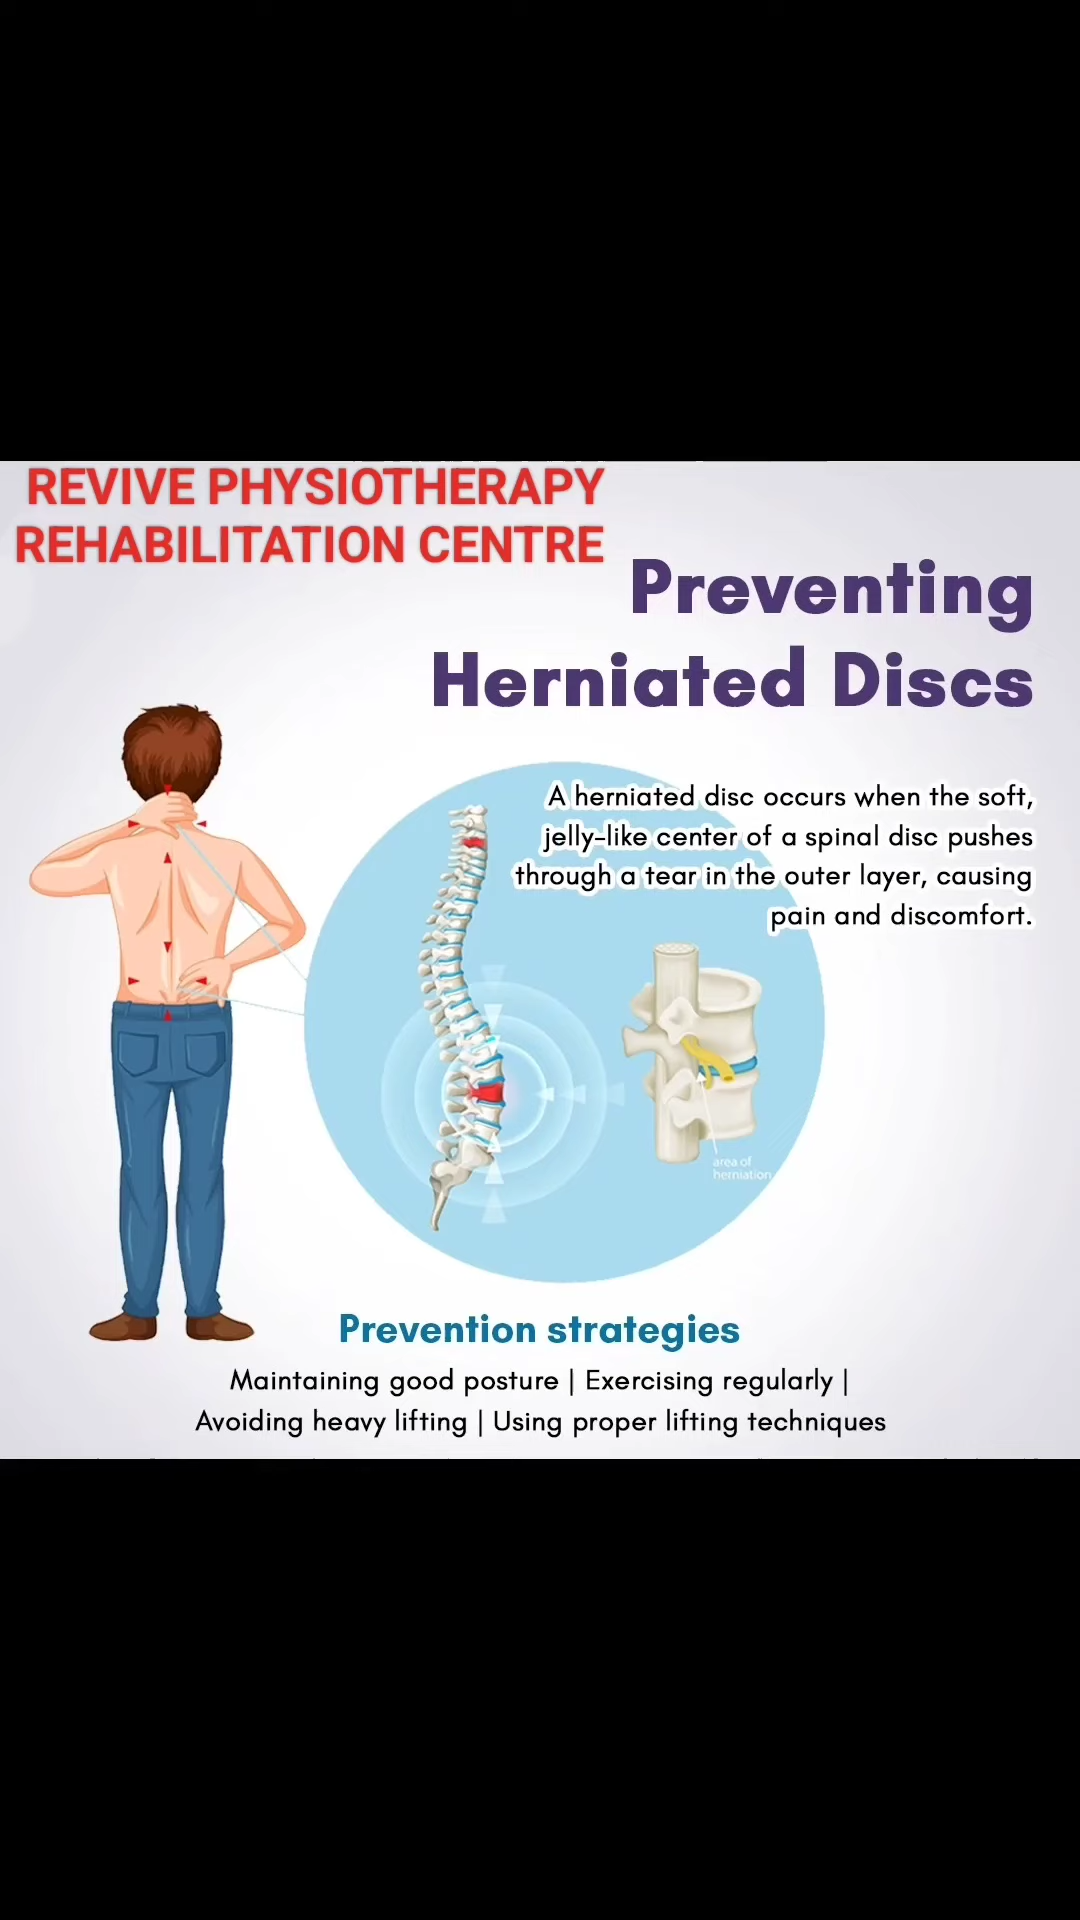 REVIVE PHYSIOTHERAPY
REHABILITATION CENTRE
Preventing
Herniated Discs
A herniated disc occurs when the soft,
jelly-like center of a spinal disc pushes
through a tear in the outer layer, causing
pain and discomfort.
area of
herniation
Prevention strategies
Maintaining good posture | Exercising regularly |
Avoiding heavy lifting | Using proper lifting techniques